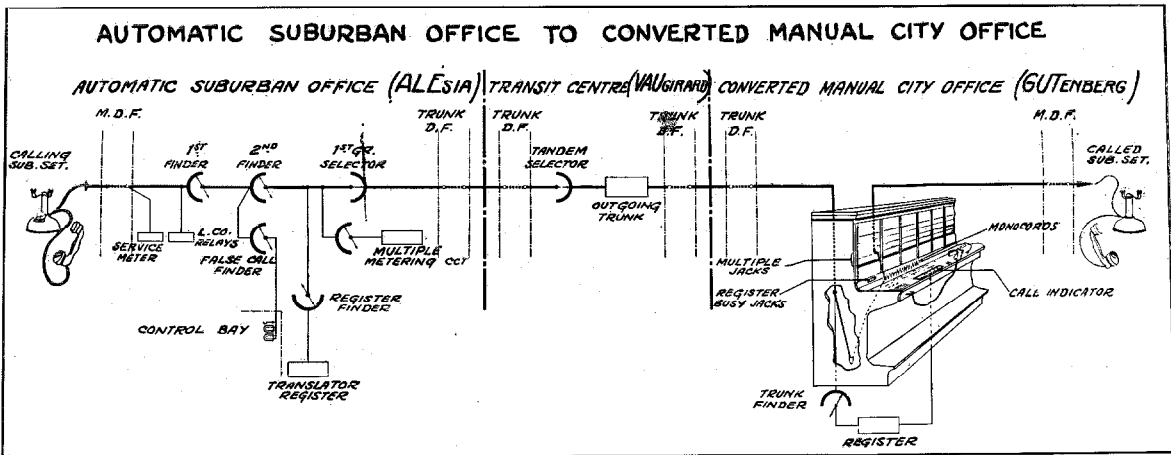 AUTOMATIC SUBURBAN OFFICE TO CONVERTED MANUAL CITY OFFICE
AUTOMATIC SUBURBAN OFFICE (ALESIA)
TRANSIT CENTRE (VAUGIRARD)
CONVERTED MANUAL CITY OFFICE (GUTENBERG)
M.D.F.
TRUNK
D.F.
TRUNK
D.F.
TRUNK
D.F.
TRUNK
D.F.
M.D.F.
CALLING
SUB. SET.
1ST
FINDER
2ND
FINDER
1ST GR.
SELECTOR
TANDEM
SELECTOR
CALLED
SUB. SET.
OUTGOING
TRUNK
SERVICE
METER
L.CO.
RELAYS
FALSE CALL
FINDER
MULTIPLE
METERING CCT
REGISTER
FINDER
CONTROL BAY
TRANSLATOR
REGISTER
MONOCORDS
MULTIPLE
JACKS
REGISTER
BUSY JACKS
CALL INDICATOR
TRUNK
FINDER
REGISTER